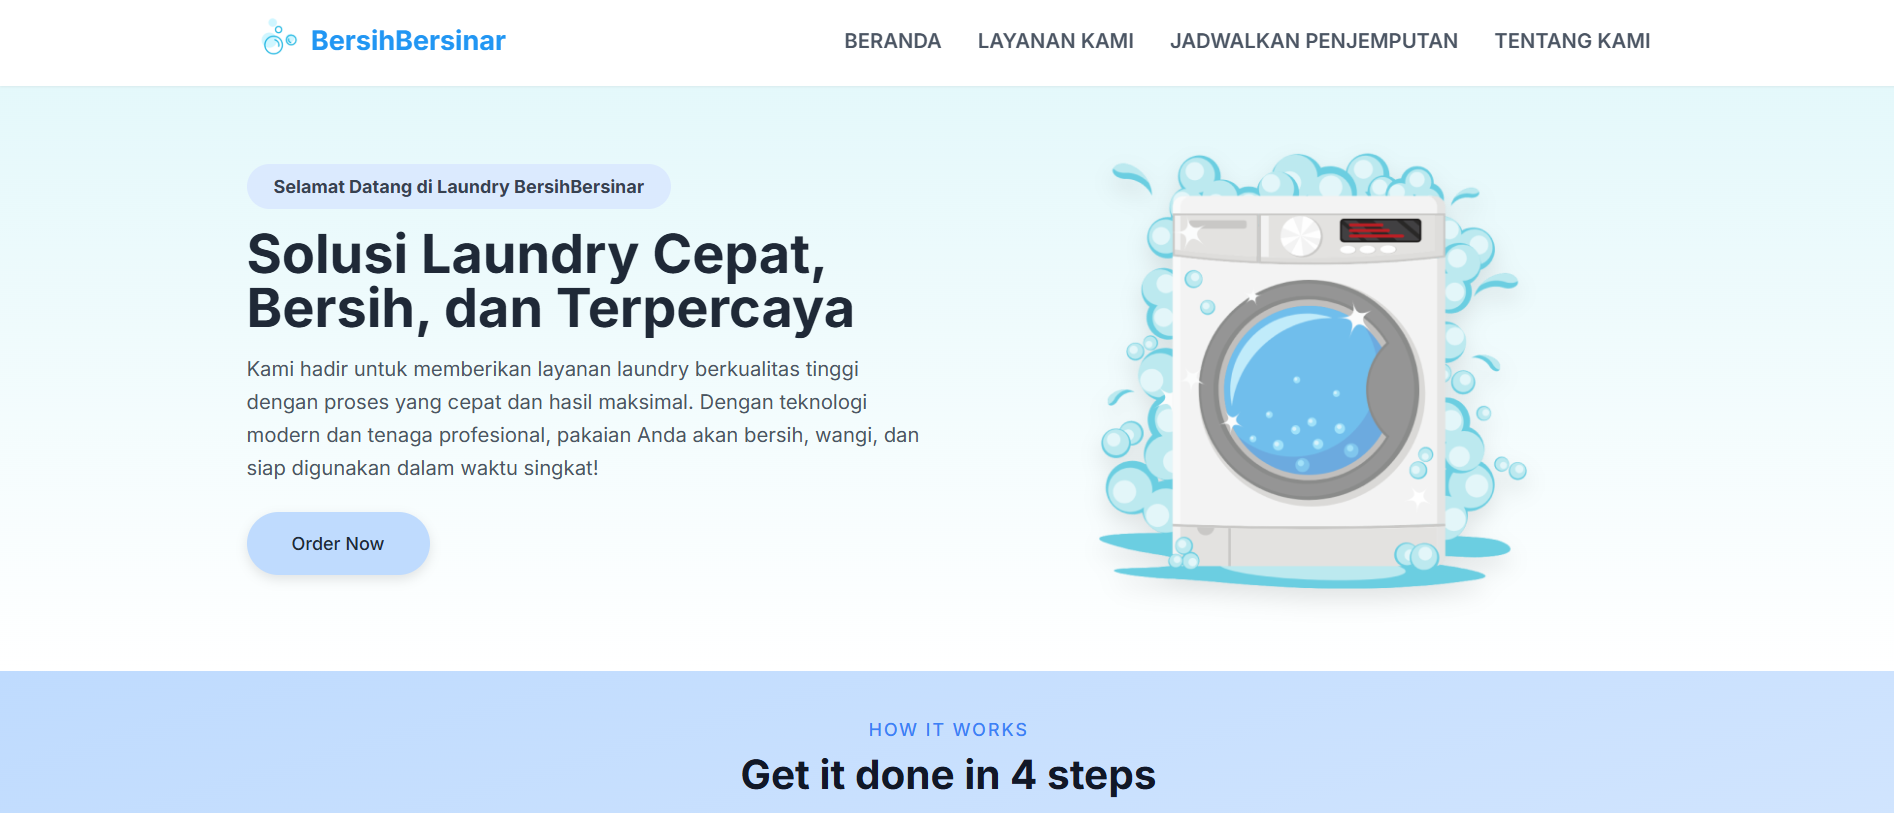 BersihBersinar
BERANDA LAYANAN KAMI JADWALKAN PENJEMPUTAN TENTANG KAMI
Selamat Datang di Laundry BersihBersinar
Solusi Laundry Cepat,
Bersih, dan Terpercaya
Kami hadir untuk memberikan layanan laundry berkualitas tinggi
dengan proses yang cepat dan hasil maksimal. Dengan teknologi
modern dan tenaga profesional, pakaian Anda akan bersih, wangi, dan
siap digunakan dalam waktu singkat!
Order Now
HOW IT WORKS
Get it done in 4 steps